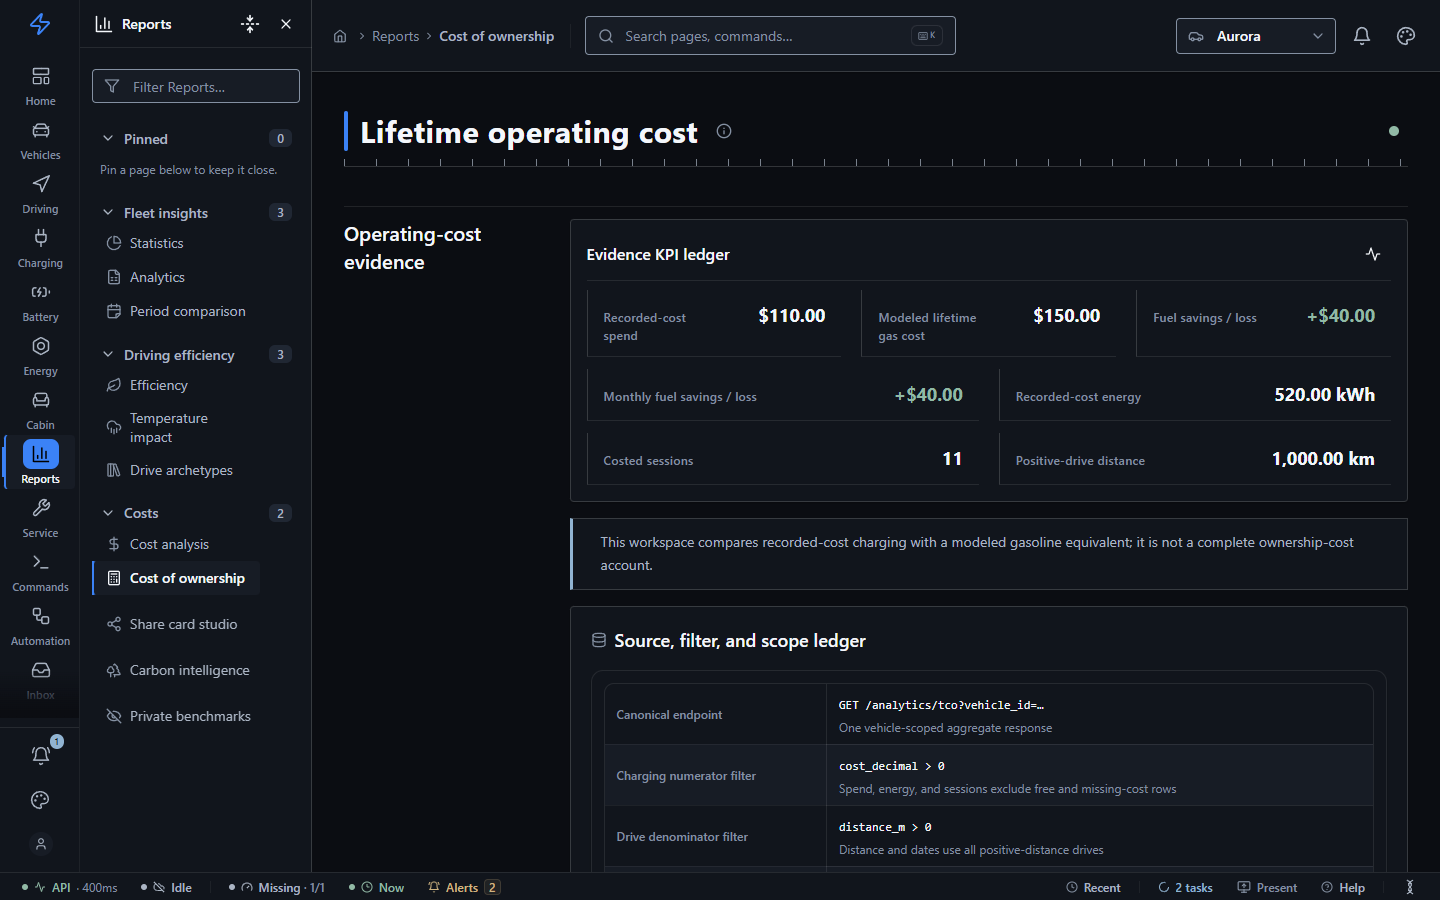 Home
Vehicles
Driving
Charging
Battery
Energy
Cabin
Reports
Service
Commands
Automation
Inbox
1
Reports
Filter Reports...
Pinned 0
Pin a page below to keep it close.
Fleet insights 3
Statistics
Analytics
Period comparison
Driving efficiency 3
Efficiency
Temperature
impact
Drive archetypes
Costs 2
Cost analysis
Cost of ownership
Share card studio
Carbon intelligence
Private benchmarks
Reports
Cost of ownership
Search pages, commands...
K
Aurora
Lifetime operating cost
Operating-cost
evidence
Evidence KPI ledger
Recorded-cost
spend
$110.00
Modeled lifetime
gas cost
$150.00
Fuel savings / loss +$40.00
Monthly fuel savings / loss +$40.00
Recorded-cost energy 520.00 kWh
Costed sessions 11
Positive-drive distance 1,000.00 km
This workspace compares recorded-cost charging with a modeled gasoline equivalent; it is not a complete ownership-cost
account.
Source, filter, and scope ledger
Canonical endpoint
GET /analytics/tco?vehicle_id=…
One vehicle-scoped aggregate response
Charging numerator filter
cost_decimal > 0
Spend, energy, and sessions exclude free and missing-cost rows
Drive denominator filter
distance_m > 0
Distance and dates use all positive-distance drives
API · 400ms
Idle
Missing · 1/1
Now
Alerts 2
Recent
2 tasks
Present
Help